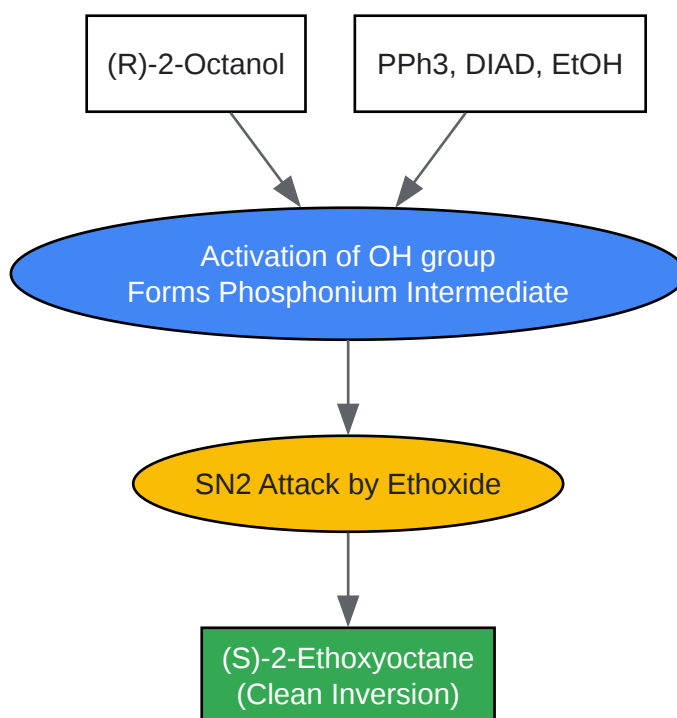 (R)-2-Octanol
PPh3, DIAD, EtOH
Activation of OH group
Forms Phosphonium Intermediate
SN2 Attack by Ethoxide
(S)-2-Ethoxyoctane
(Clean Inversion)